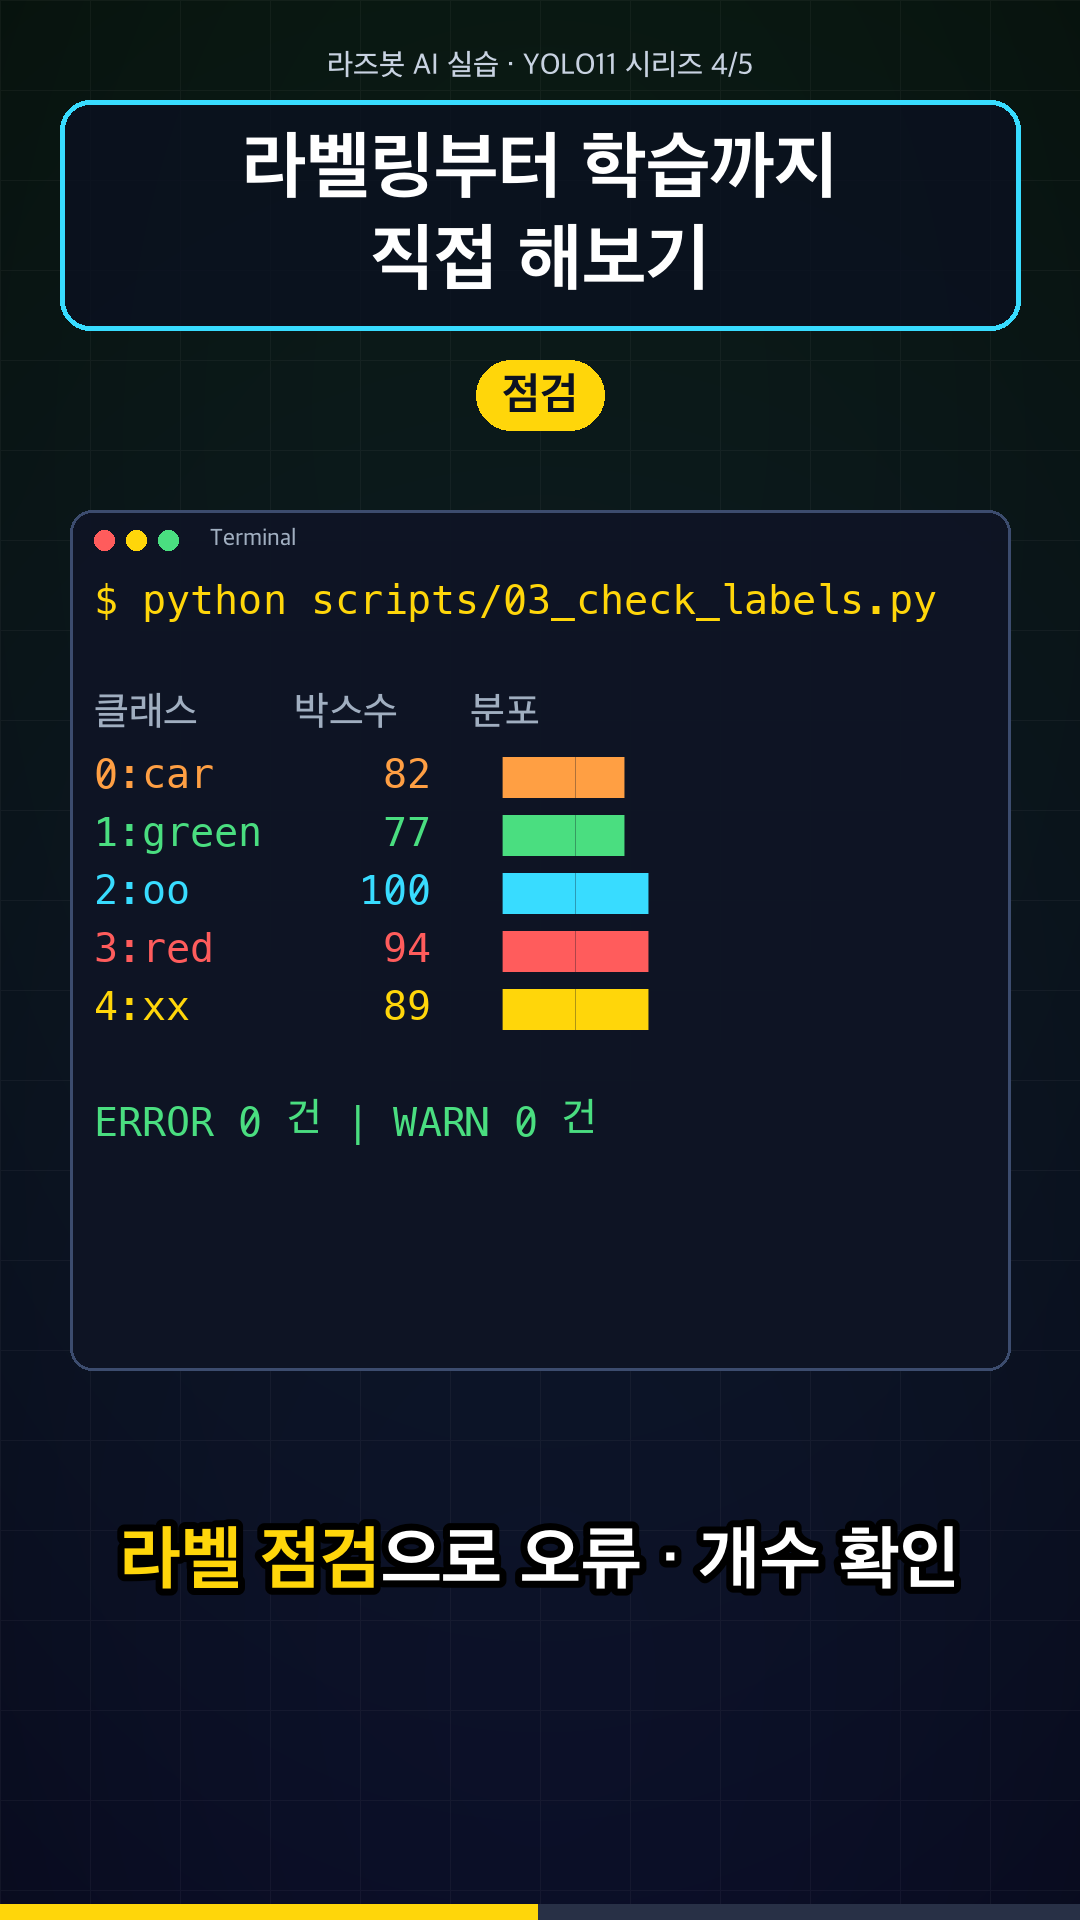 라즈봇 AI 실습 · YOLO11 시리즈 4/5
라벨링부터 학습까지
직접 해보기
점검
Terminal
$ python scripts/03_check_labels.py
클래스 박스수 분포
0:car 82
1:green 77
2:oo 100
3:red 94
4:xx 89
ERROR 0 건 | WARN 0 건
라벨 점검으로 오류 · 개수 확인